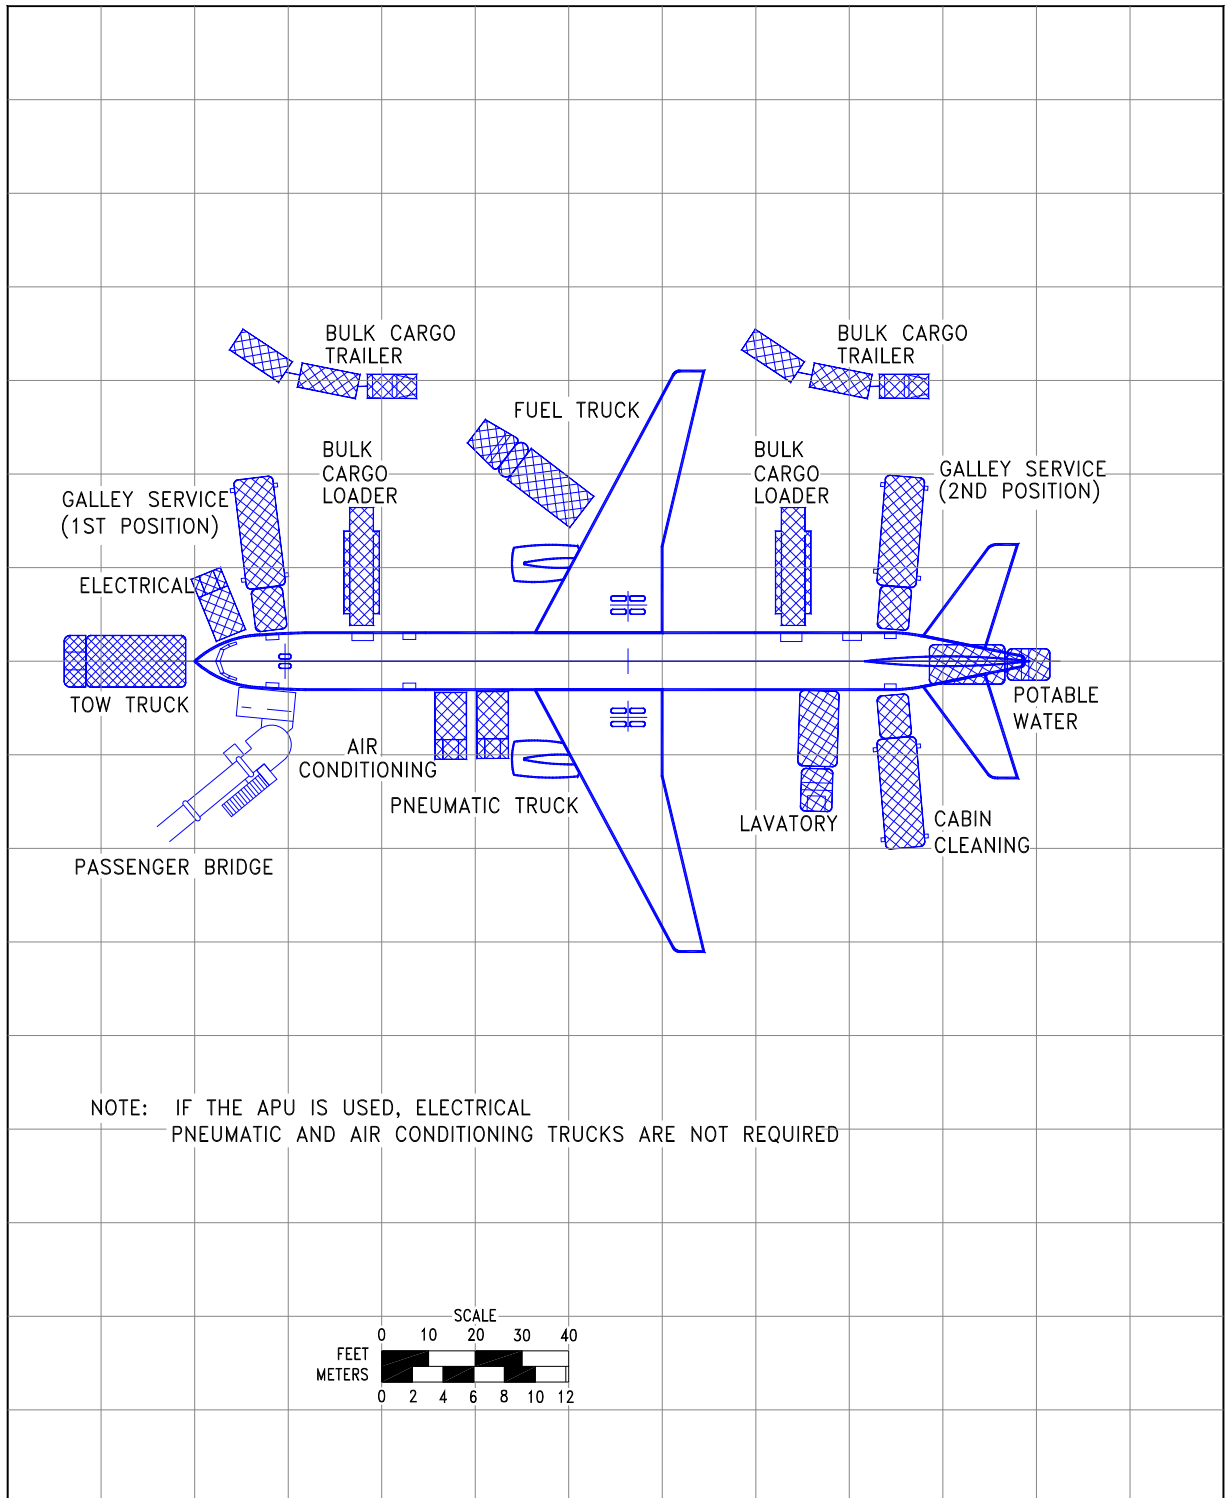 BULK CARGO
TRAILER
BULK CARGO
TRAILER
FUEL TRUCK
BULK
CARGO
LOADER
BULK
CARGO
LOADER
GALLEY SERVICE
(2ND POSITION)
GALLEY SERVICE
(1ST POSITION)
ELECTRICAL
TOW TRUCK
POTABLE
WATER
AIR
CONDITIONING
PNEUMATIC TRUCK
LAVATORY
CABIN
CLEANING
PASSENGER BRIDGE
NOTE: IF THE APU IS USED, ELECTRICAL
PNEUMATIC AND AIR CONDITIONING TRUCKS ARE NOT REQUIRED
SCALE
0 10 20 30 40
FEET
METERS
0 2 4 6 8 10 12